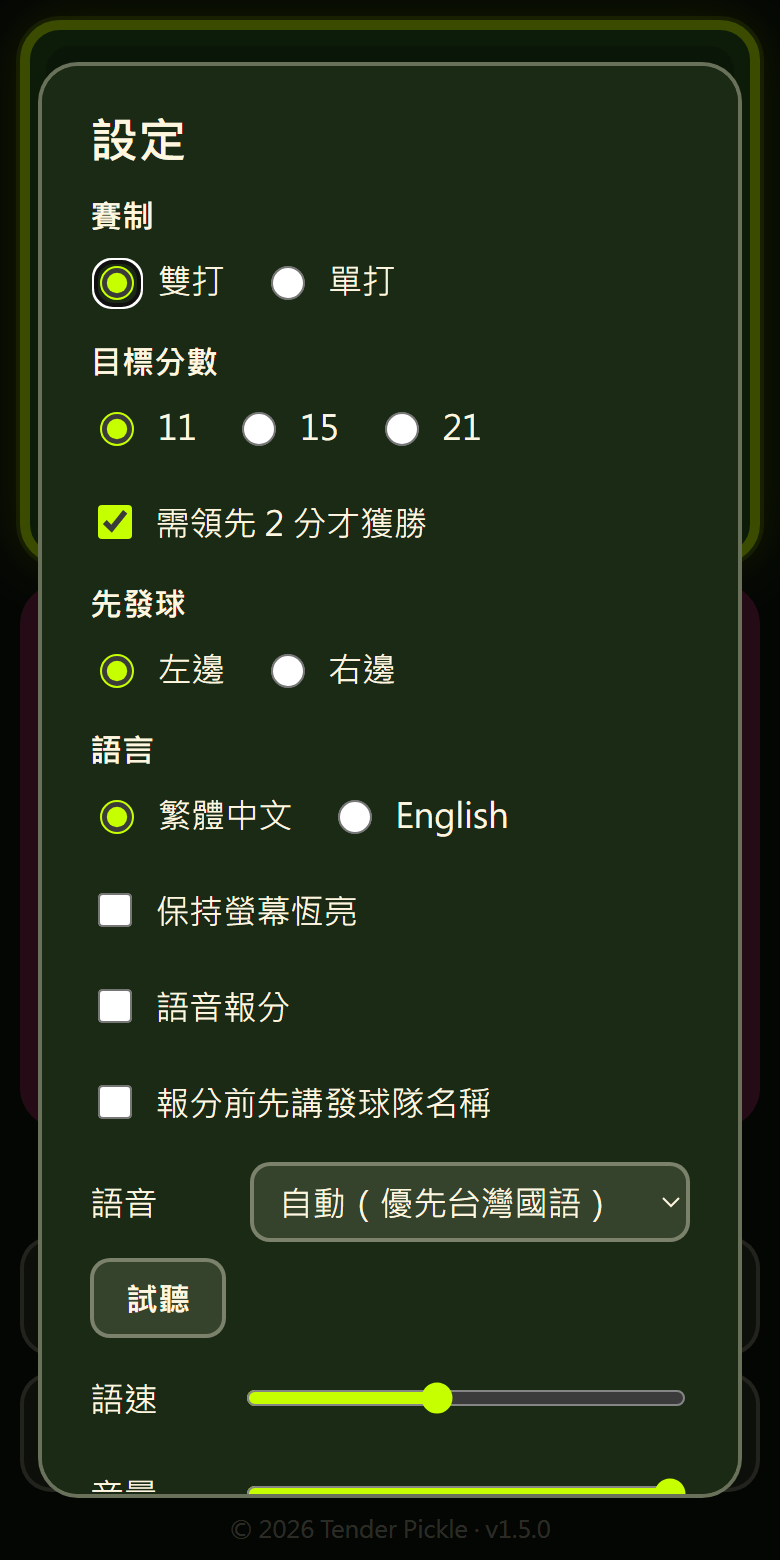 設定
賽制
雙打 單打
目標分數
11 15 21
需領先 2 分才獲勝
先發球
左邊 右邊
語言
繁體中文 English
保持螢幕恆亮
語音報分
報分前先講發球隊名稱
語音 自動（優先台灣國語）
試聽
語速
音量
© 2026 Tender Pickle · v1.5.0